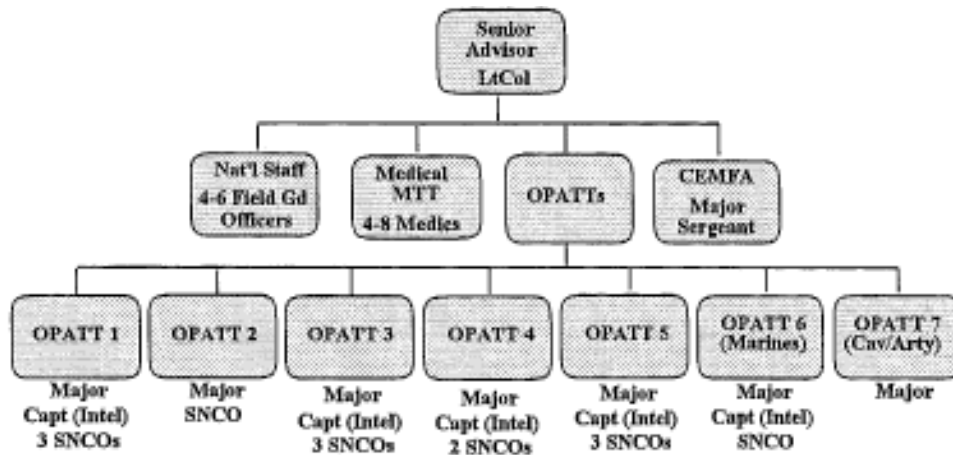 Senior
Advisor
LtCol
Nat'l Staff
4-6 Field Gd
Officers
Medical
MTT
4-8 Medics
OPATTs
CEMFA
Major
Sergeant
OPATT 1
OPATT 2
OPATT 3
OPATT 4
OPATT 5
OPATT 6
(Marines)
OPATT 7
(Cav/Arty)
Major
Capt (Intel)
3 SNCOs
Major
SNCO
Major
Capt (Intel)
3 SNCOs
Major
Capt (Intel)
2 SNCOs
Major
Capt (Intel)
3 SNCOs
Major
Capt (Intel)
SNCO
Major